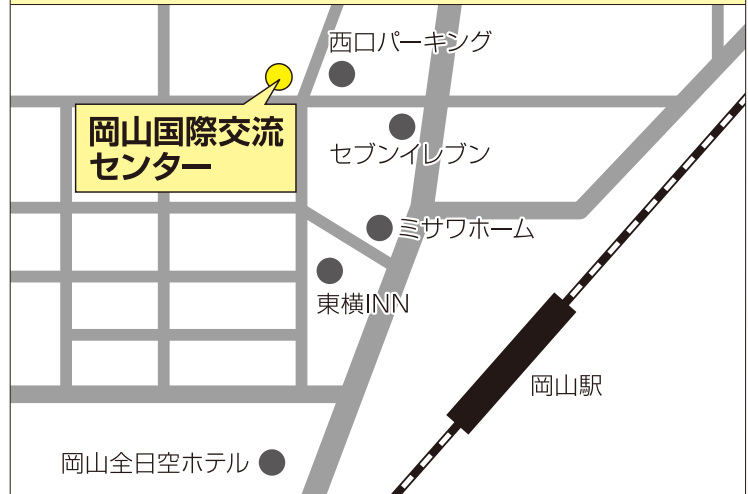 西口パーキング
岡山国際交流
センター
セブンイレブン
ミサワホーム
東横INN
岡山駅
岡山全日空ホテル